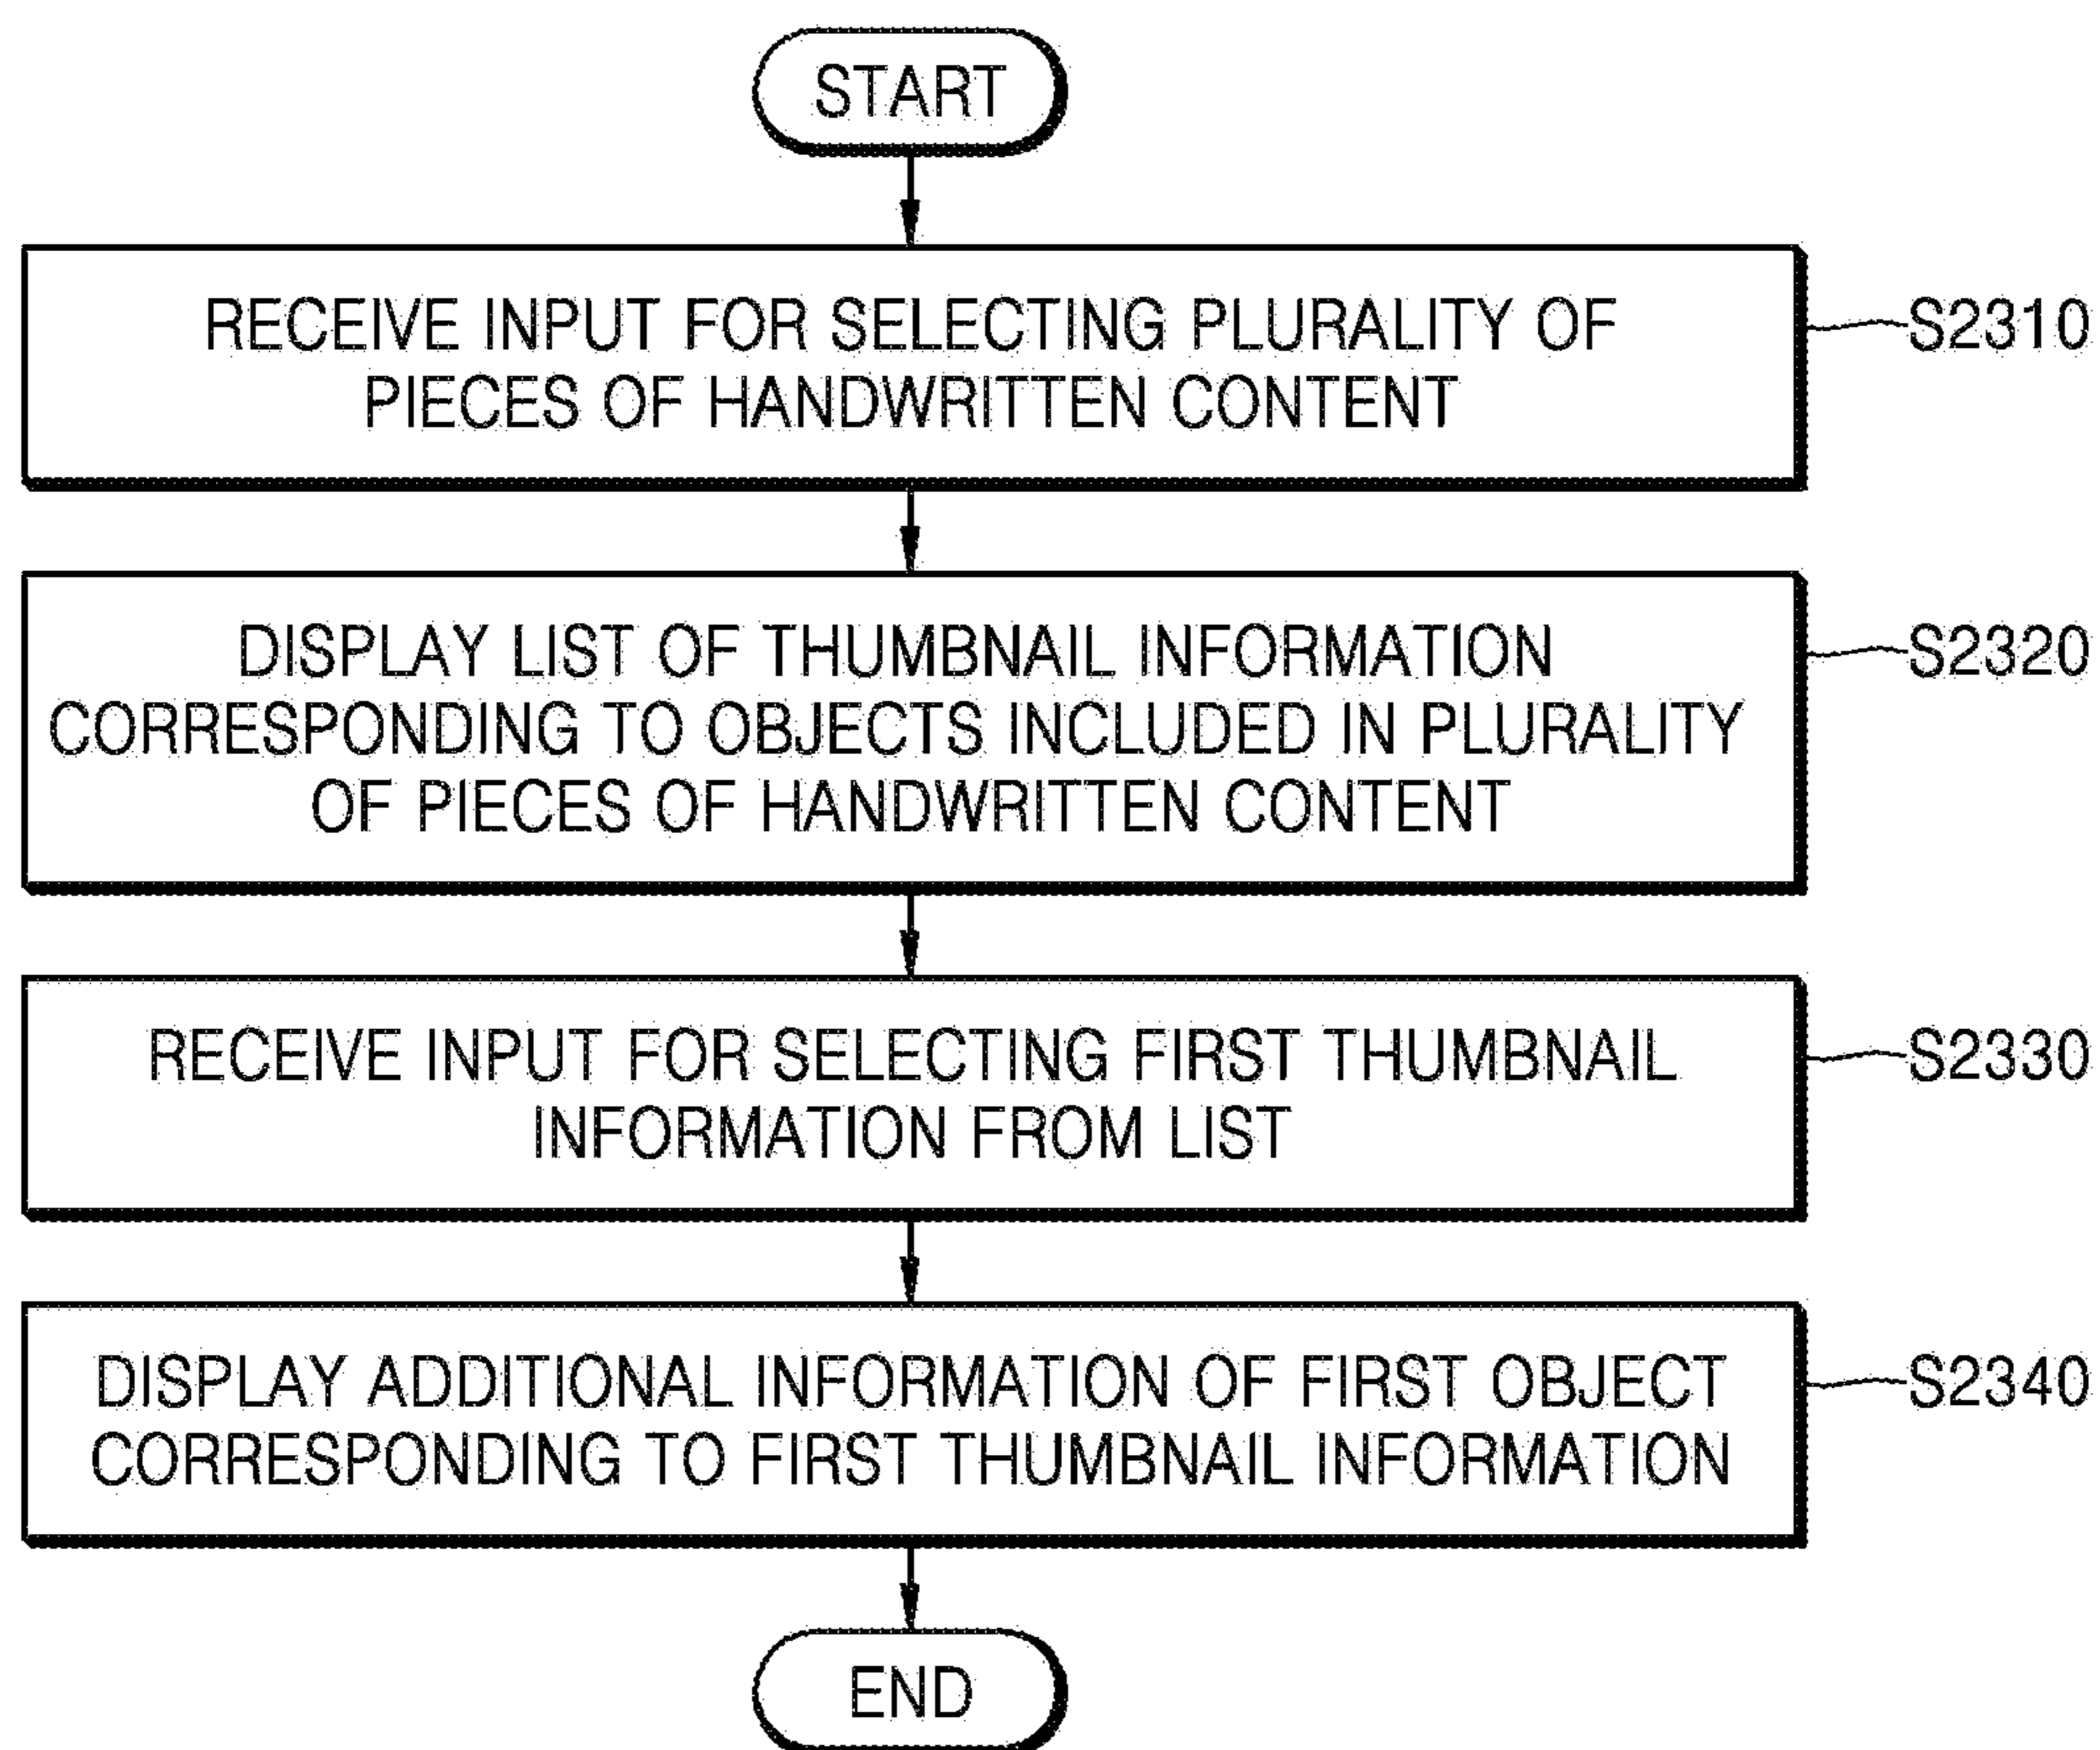 START
RECEIVE INPUT FOR SELECTING PLURALITY OF
PIECES OF HANDWRITTEN CONTENT
S2310
DISPLAY LIST OF THUMBNAIL INFORMATION
CORRESPONDING TO OBJECTS INCLUDED IN PLURALITY
OF PIECES OF HANDWRITTEN CONTENT
S2320
RECEIVE INPUT FOR SELECTING FIRST THUMBNAIL
INFORMATION FROM LIST
S2330
DISPLAY ADDITIONAL INFORMATION OF FIRST OBJECT
CORRESPONDING TO FIRST THUMBNAIL INFORMATION
S2340
END